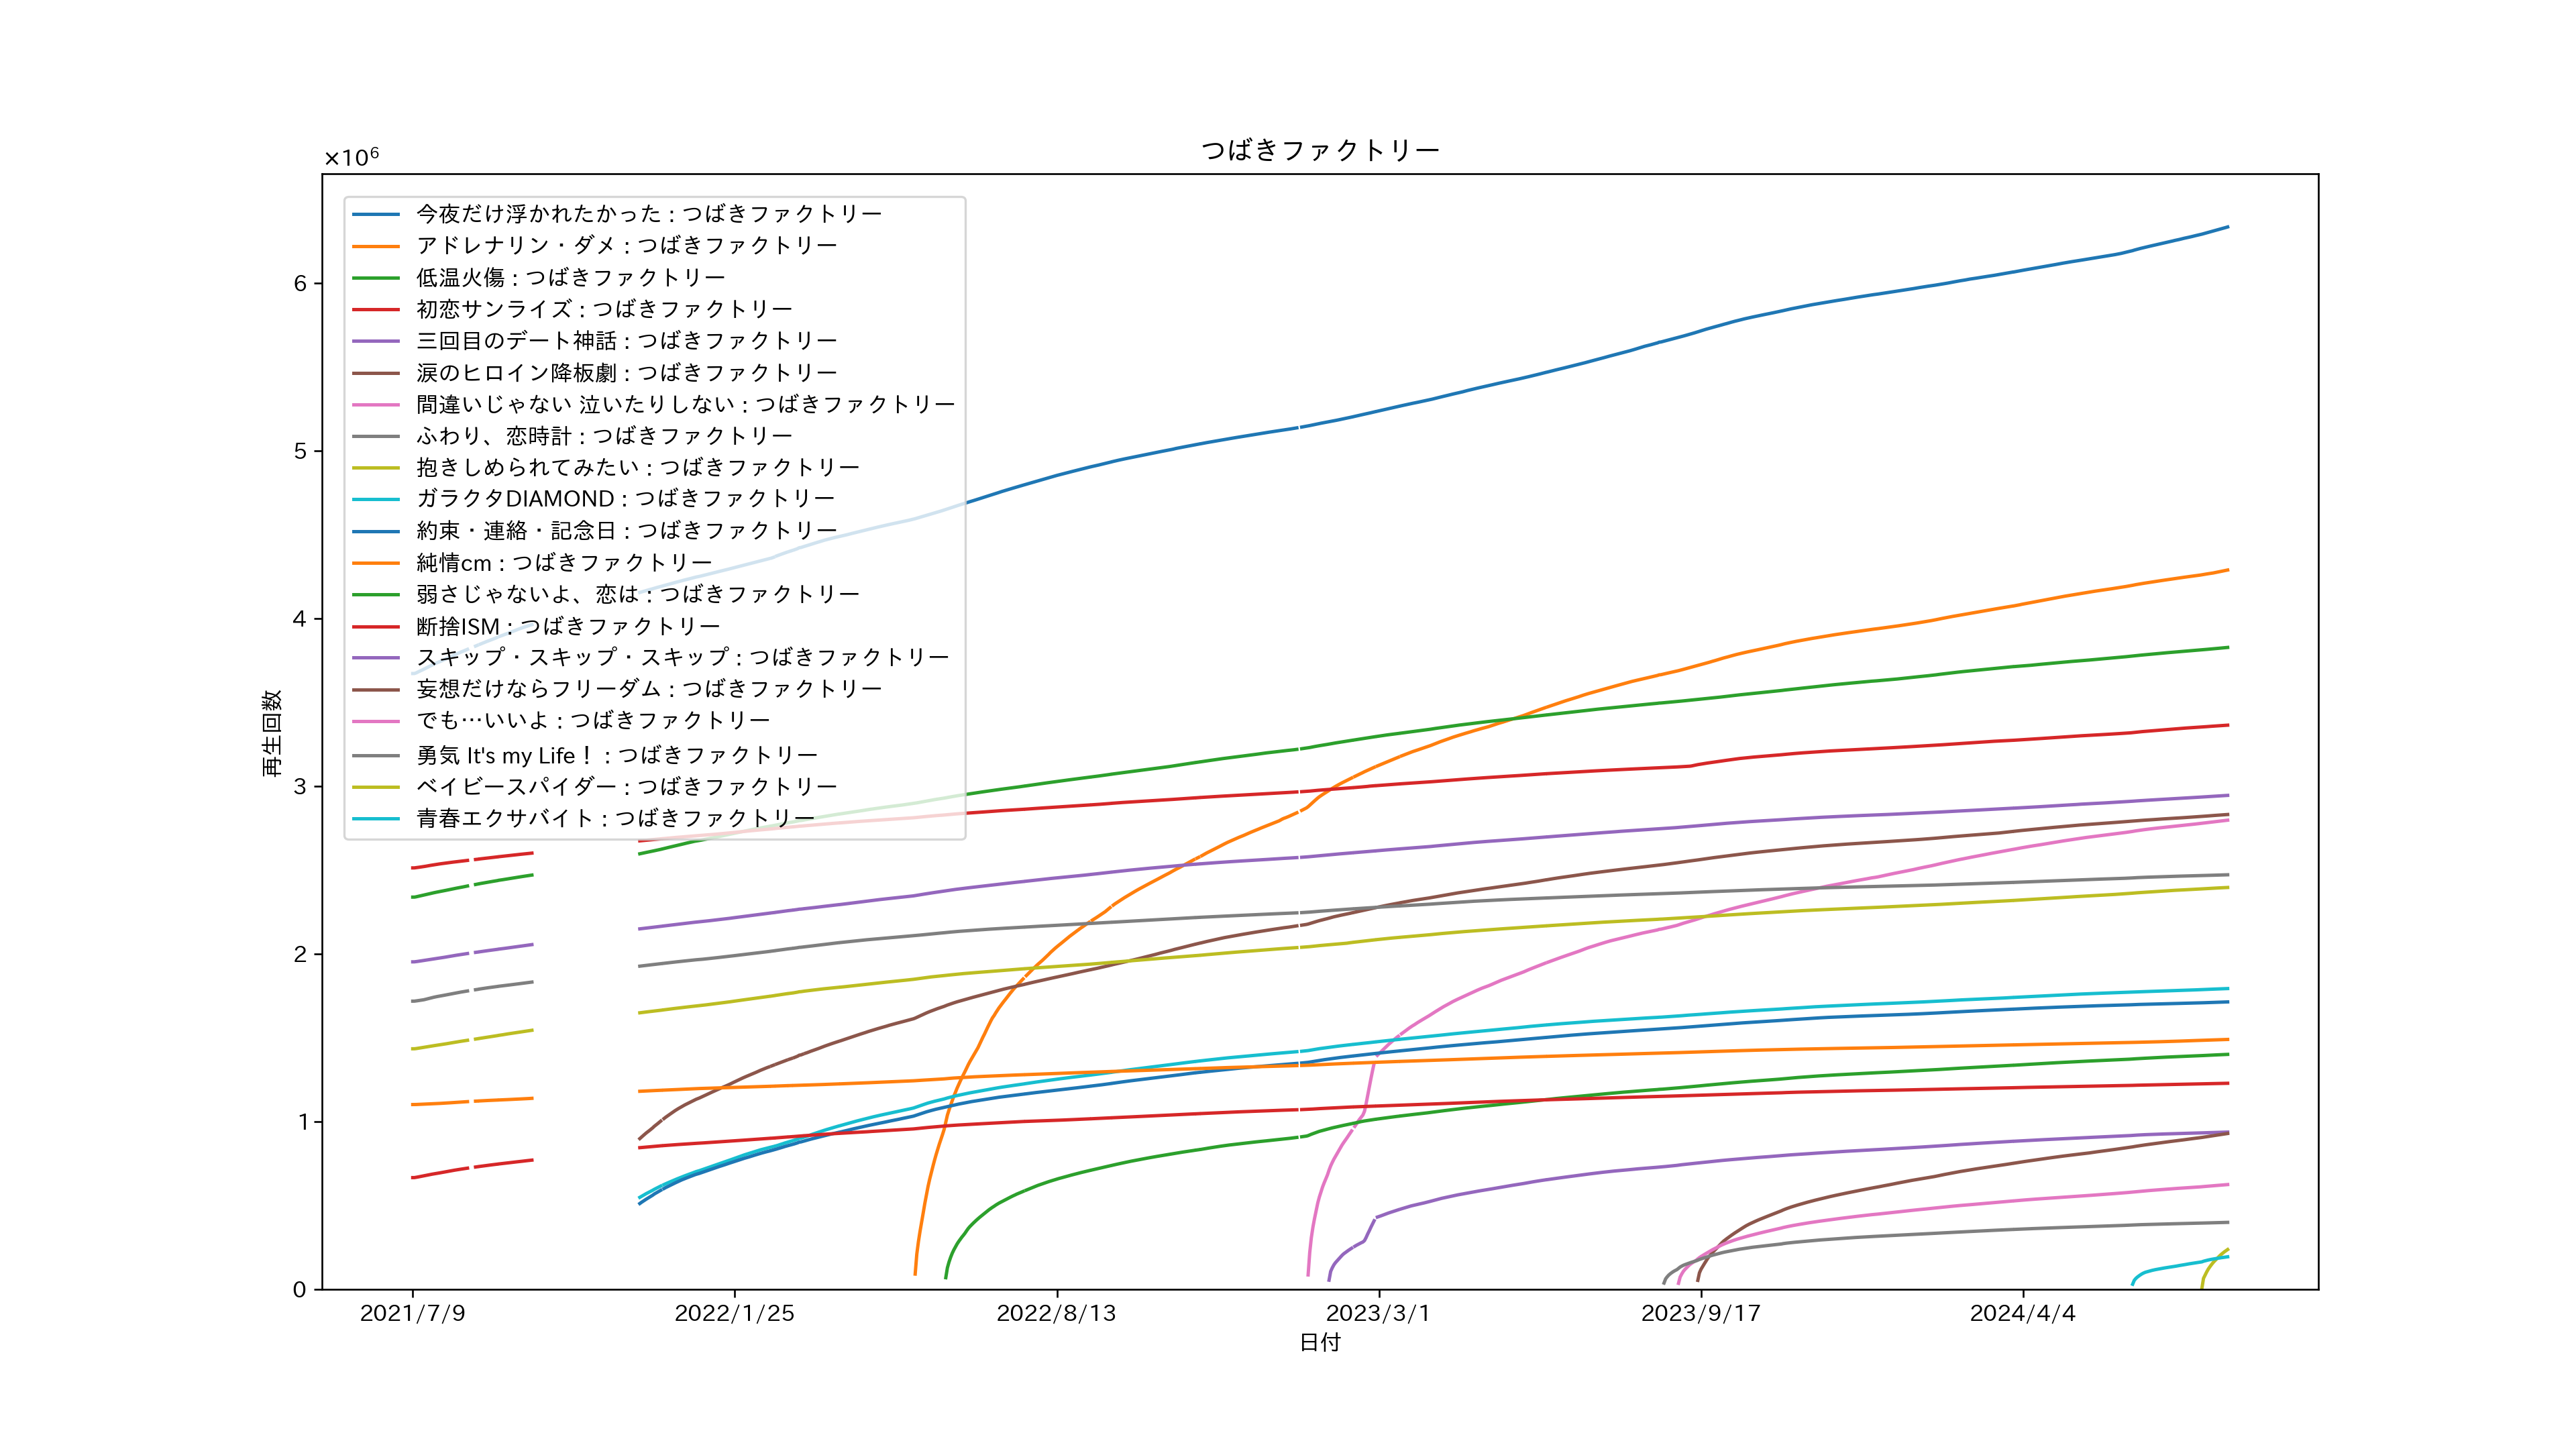 つばきファクトリー
×10⁶
今夜だけ浮かれたかった : つばきファクトリー
アドレナリン・ダメ : つばきファクトリー
低温火傷 : つばきファクトリー
初恋サンライズ : つばきファクトリー
三回目のデート神話 : つばきファクトリー
涙のヒロイン降板劇 : つばきファクトリー
間違いじゃない 泣いたりしない : つばきファクトリー
ふわり、恋時計 : つばきファクトリー
抱きしめられてみたい : つばきファクトリー
ガラクタDIAMOND : つばきファクトリー
約束・連絡・記念日 : つばきファクトリー
純情cm : つばきファクトリー
弱さじゃないよ、恋は : つばきファクトリー
断捨ISM : つばきファクトリー
スキップ・スキップ・スキップ : つばきファクトリー
妄想だけならフリーダム : つばきファクトリー
でも…いいよ : つばきファクトリー
勇気 It's my Life！ : つばきファクトリー
ベイビースパイダー : つばきファクトリー
青春エクサバイト : つばきファクトリー
6
5
4
3
2
1
0
再生回数
2021/7/9 2022/1/25 2022/8/13 2023/3/1 2023/9/17 2024/4/4
日付